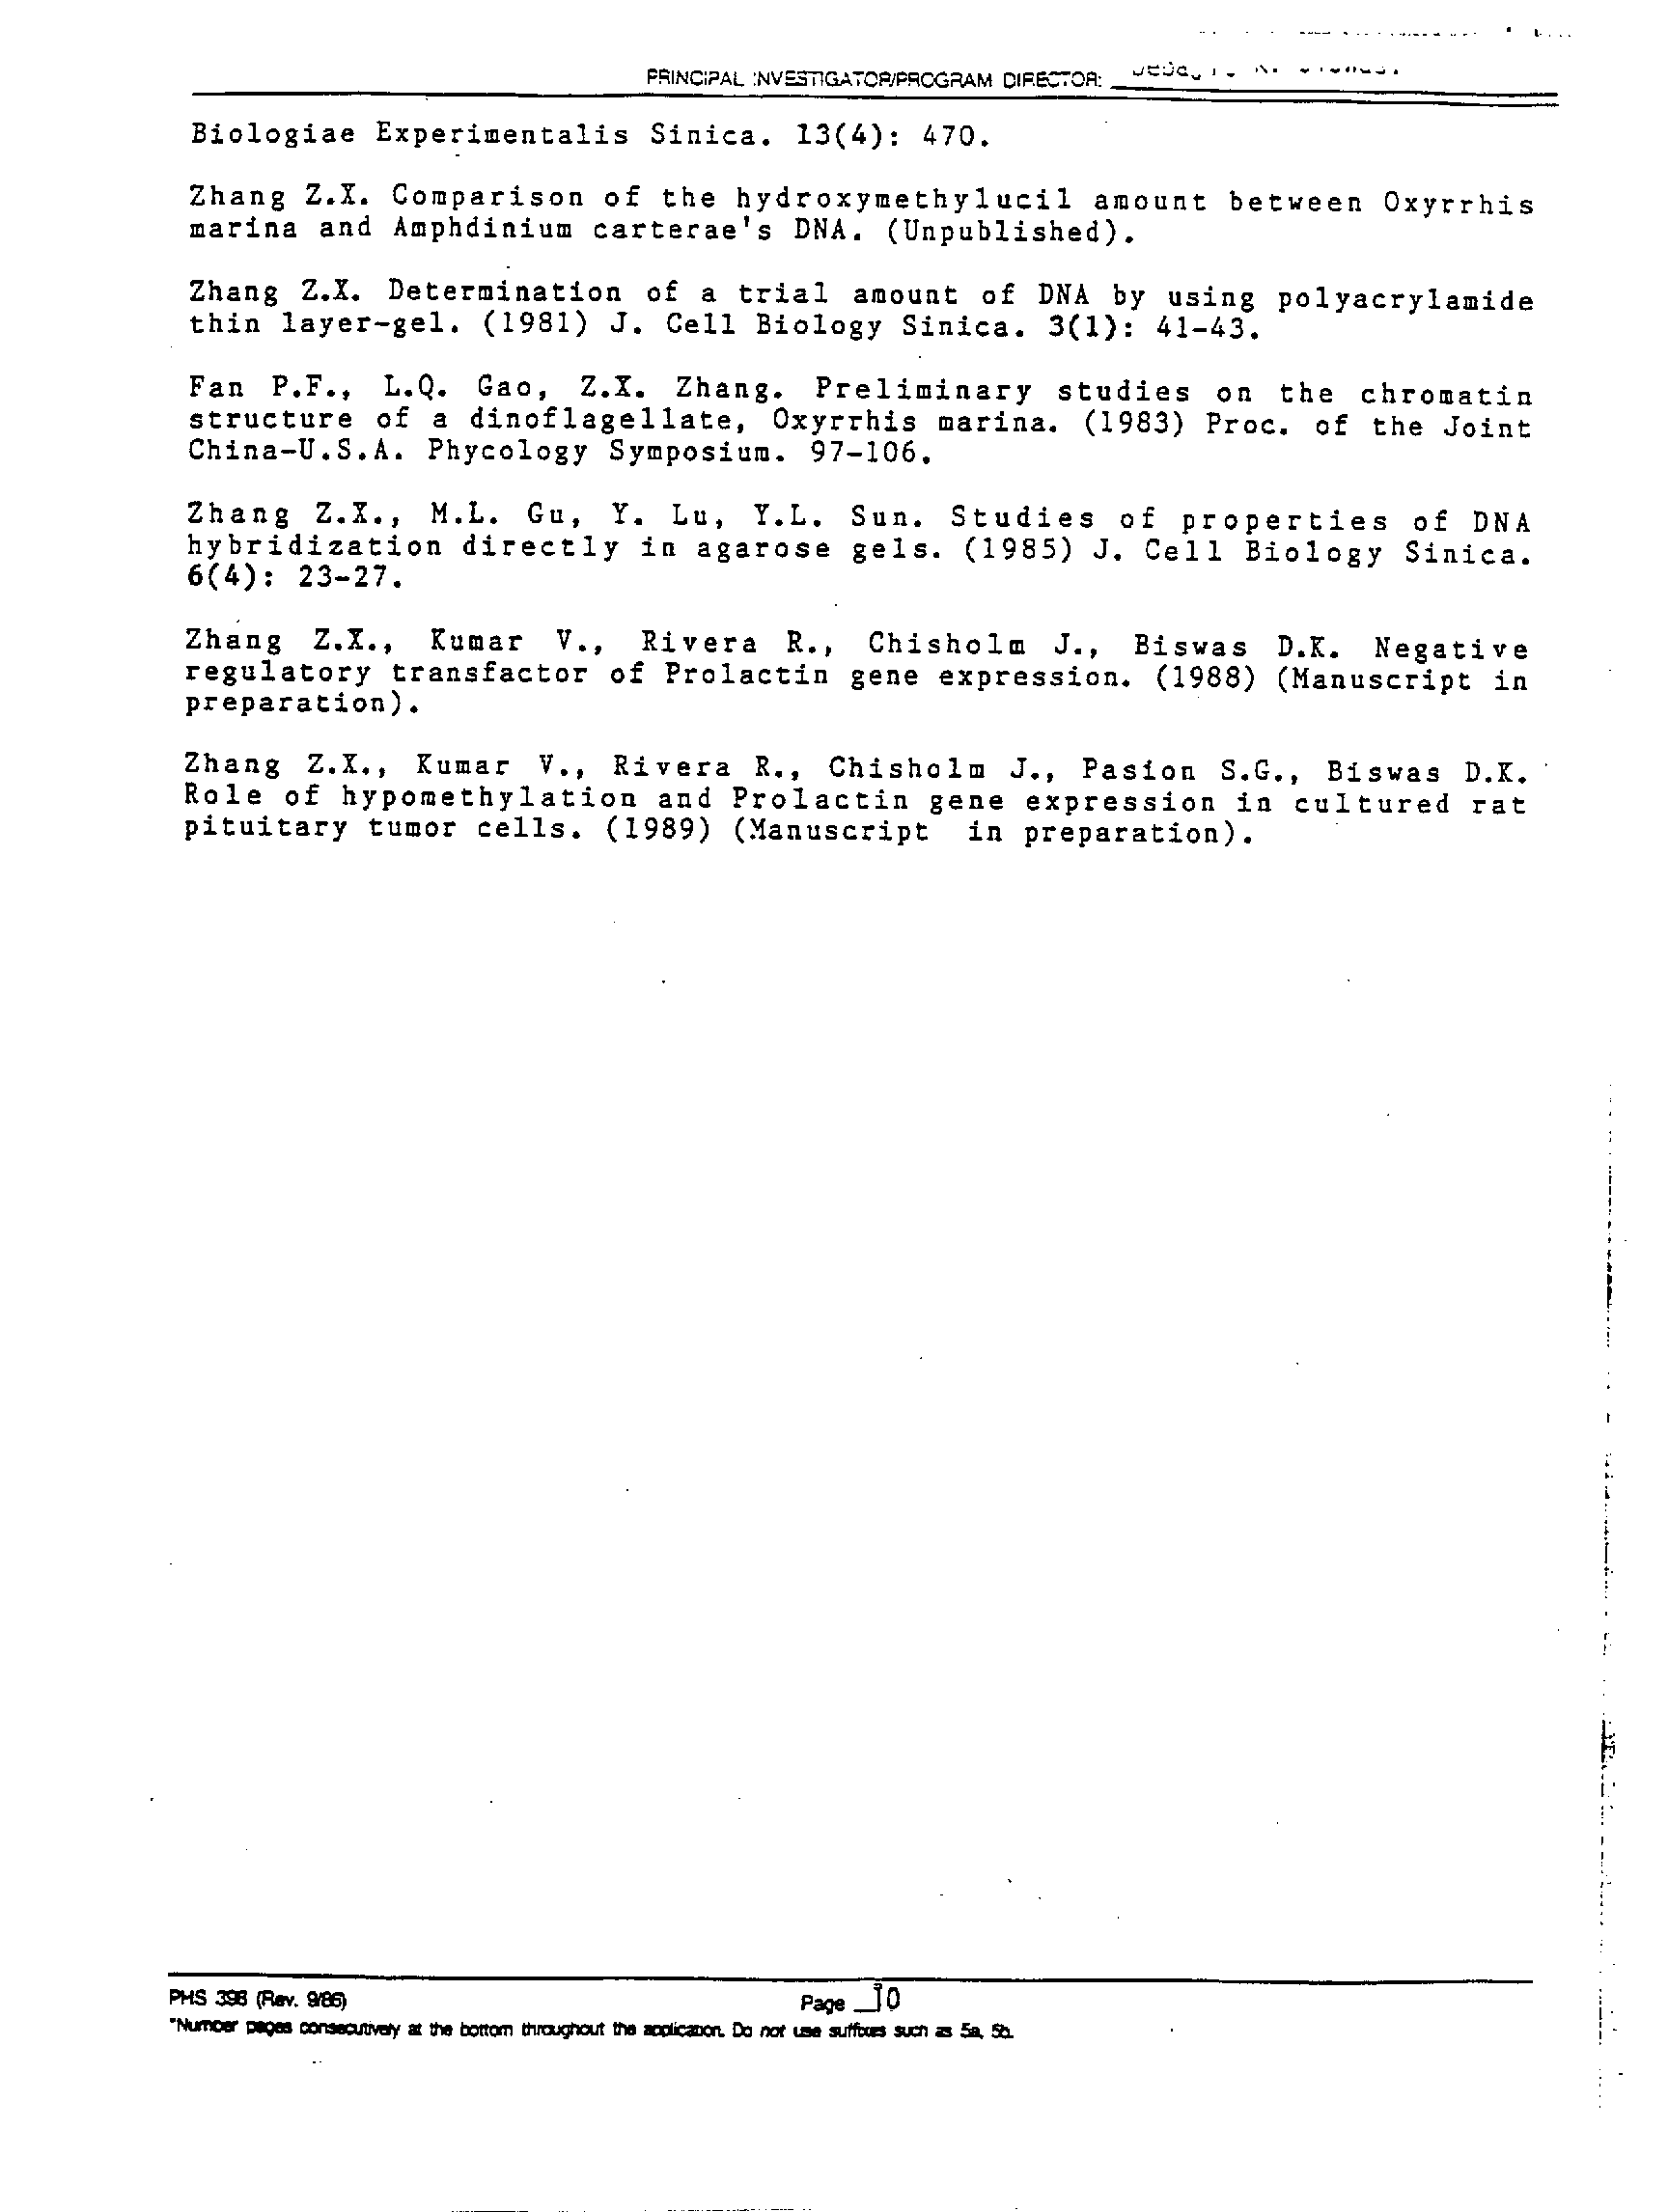 PRINCIPAL INVESTIGATOR/PROGRAM DIRECTOR:
Biologiae Experimentalis Sinica. 13(4): 470.
Zhang Z.X. Comparison of the hydroxymethylucil amount between Oxyrrhis
marina and Amphdinium carterae's DNA. (Unpublished).
Zhang Z.X. Determination of a trial amount of DNA by using polyacrylamide
thin layer-gel. (1981) J. Cell Biology Sinica. 3(1): 41-43.
Fan P.F., L.Q. Gao, Z.X. Zhang. Preliminary studies on the chromatin
structure of a dinoflagellate, Oxyrrhis marina. (1983) Proc. of the Joint
China-U.S.A. Phycology Symposium. 97-106.
Zhang Z.X., M.L. Gu, Y. Lu, Y.L. Sun. Studies of properties of DNA
hybridization directly in agarose gels. (1985) J. Cell Biology Sinica.
6(4): 23-27.
Zhang Z.X., Kumar V., Rivera R., Chisholm J., Biswas D.K. Negative
regulatory transfactor of Prolactin gene expression. (1988) (Manuscript in
preparation).
Zhang Z.X., Kumar V., Rivera R., Chisholm J., Pasion S.G., Biswas D.K.
Role of hypomethylation and Prolactin gene expression in cultured rat
pituitary tumor cells. (1989) (Manuscript in preparation).
PHS 398 (Rev. 9/86) Page 10
*Number pages consecutively at the bottom throughout the application. Do not use suffixes such as 5a, 5b.